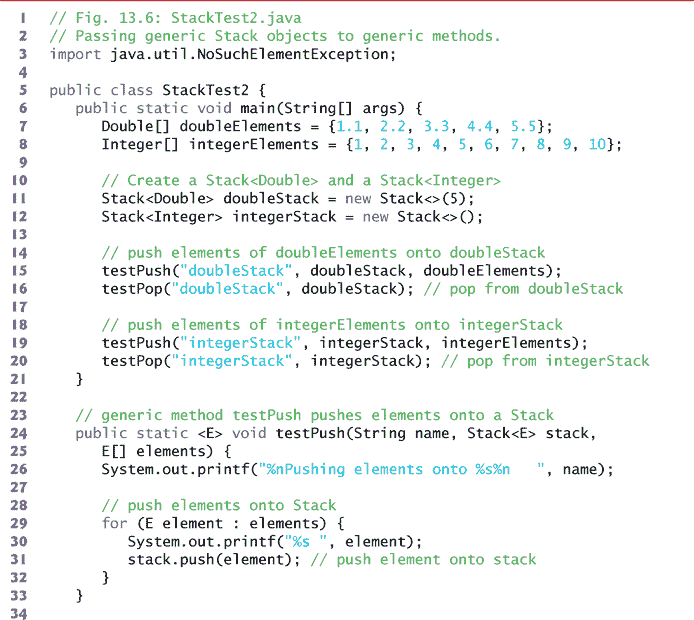 1 // Fig. 13.6: StackTest2.java
2 // Passing generic Stack objects to generic methods.
3 import java.util.NoSuchElementException;
4
5 public class StackTest2 {
6 public static void main(String[] args) {
7 Double[] doubleElements = {1.1, 2.2, 3.3, 4.4, 5.5};
8 Integer[] integerElements = {1, 2, 3, 4, 5, 6, 7, 8, 9, 10};
9
10 // Create a Stack<Double> and a Stack<Integer>
11 Stack<Double> doubleStack = new Stack<>(5);
12 Stack<Integer> integerStack = new Stack<>();
13
14 // push elements of doubleElements onto doubleStack
15 testPush("doubleStack", doubleStack, doubleElements);
16 testPop("doubleStack", doubleStack); // pop from doubleStack
17
18 // push elements of integerElements onto integerStack
19 testPush("integerStack", integerStack, integerElements);
20 testPop("integerStack", integerStack); // pop from integerStack
21 }
22
23 // generic method testPush pushes elements onto a Stack
24 public static <E> void testPush(String name, Stack<E> stack,
25 E[] elements) {
26 System.out.printf("%nPushing elements onto %s%n   ", name);
27
28 // push elements onto Stack
29 for (E element : elements) {
30 System.out.printf("%s ", element);
31 stack.push(element); // push element onto stack
32 }
33 }
34